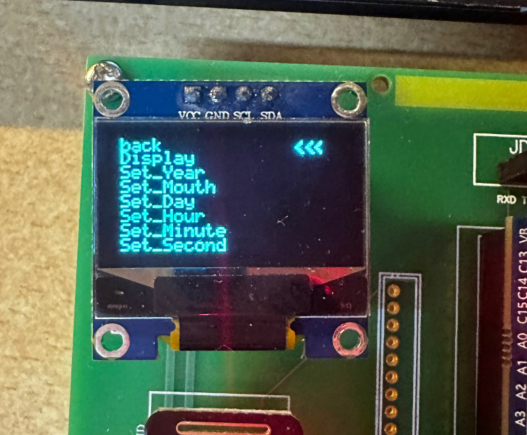 VCC GND SCL SDA
back <<<
Display
Set_Year
Set_Mouth
Set_Day
Set_Hour
Set_Minute
Set_Second
JD
RXD T
VB
C13
C14
C15
A0
A1
A2
A3